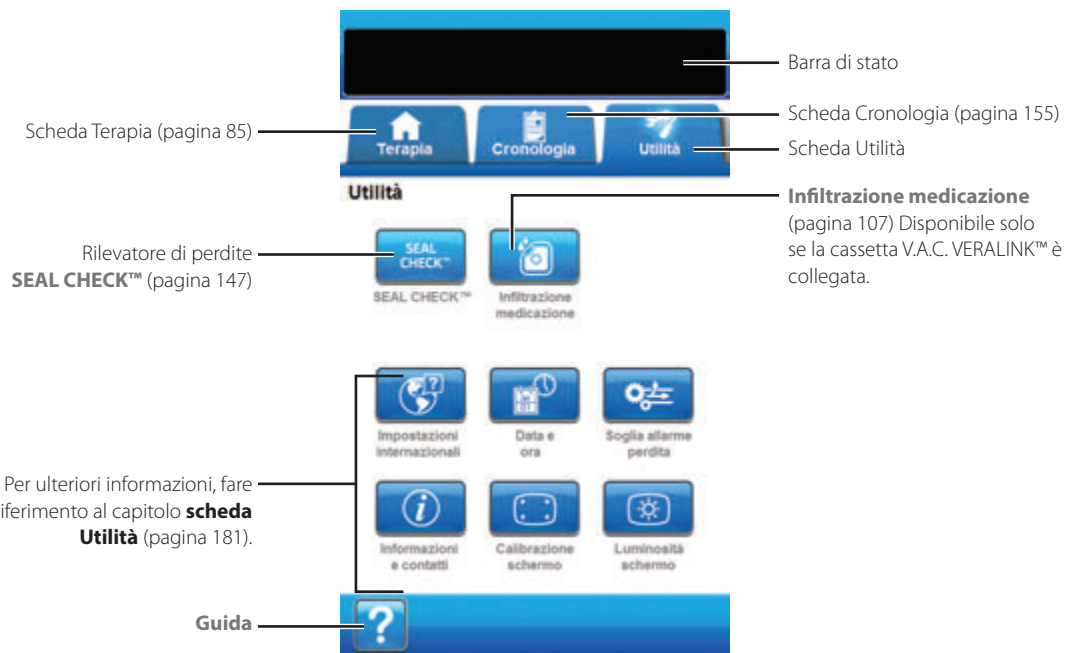 Barra di stato
Scheda Terapia (pagina 85)
Scheda Cronologia (pagina 155)
Scheda Utilità
Terapia
Cronologia
Utilità
Utilità
Infiltrazione medicazione
(pagina 107) Disponibile solo
se la cassetta V.A.C. VERALINK™ è
collegata.
Rilevatore di perdite
SEAL CHECK™ (pagina 147)
SEAL
CHECK™
SEAL CHECK™
Infiltrazione
medicazione
Impostazioni
internazionali
Data e
ora
Soglia allarme
perdita
Per ulteriori informazioni, fare
iferimento al capitolo scheda
Utilità (pagina 181).
Informazioni
e contatti
Calibrazione
schermo
Luminosità
schermo
Guida
?